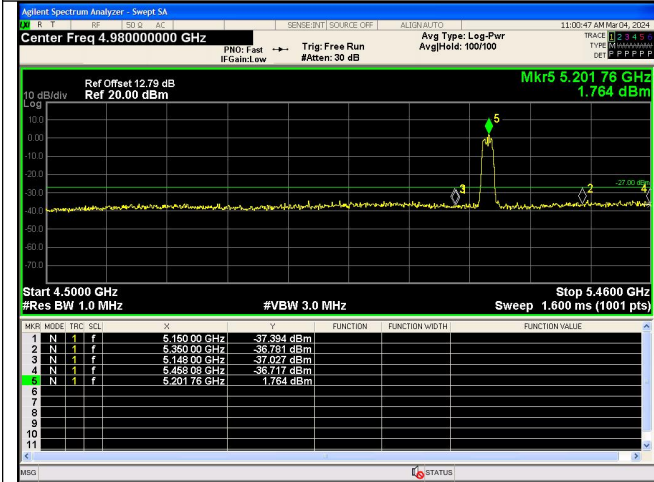 Agilent Spectrum Analyzer - Swept SA
R T RF 50 Ω AC SENSE:INT SOURCE OFF ALIGN AUTO 11:00:47 AM Mar 04, 2024
Center Freq 4.980000000 GHz Avg Type: Log-Pwr TRACE 1 2 3 4 5 6
PNO: Fast Trig: Free Run Avg|Hold: 100/100 TYPE M
IFGain:Low #Atten: 30 dB DET P P P P P P
Mkr5 5.201 76 GHz
Ref Offset 12.79 dB
10 dB/div Ref 20.00 dBm 1.764 dBm
Log
10.0
5
0.00
-10.0
-20.0
-27.00 dBm
3 2 4
-30.0
-40.0
-50.0
-60.0
-70.0
Start 4.5000 GHz Stop 5.4600 GHz
#Res BW 1.0 MHz #VBW 3.0 MHz Sweep 1.600 ms (1001 pts)
MKR MODE TRC SCL X Y FUNCTION FUNCTION WIDTH FUNCTION VALUE
1 N 1 f 5.150 00 GHz -37.394 dBm
2 N 1 f 5.350 00 GHz -36.781 dBm
3 N 1 f 5.148 00 GHz -37.027 dBm
4 N 1 f 5.458 08 GHz -36.717 dBm
5 N 1 f 5.201 76 GHz 1.764 dBm
6
7
8
9
10
11
MSG STATUS